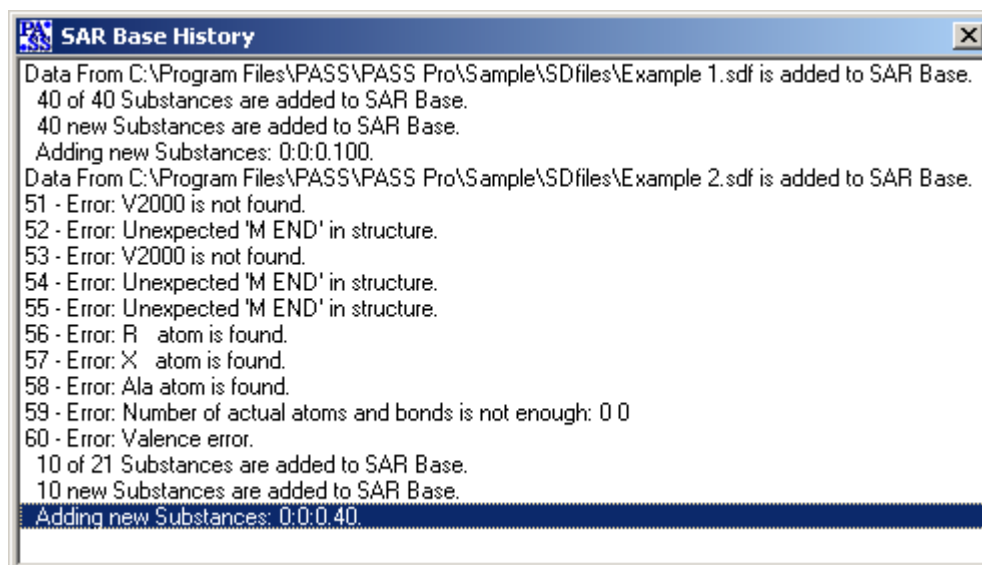 PASS SAR Base History
Data From C:\Program Files\PASS\PASS Pro\Sample\SDfiles\Example 1.sdf is added to SAR Base.
40 of 40 Substances are added to SAR Base.
40 new Substances are added to SAR Base.
Adding new Substances: 0:0:0.100.
Data From C:\Program Files\PASS\PASS Pro\Sample\SDfiles\Example 2.sdf is added to SAR Base.
51 - Error: V2000 is not found.
52 - Error: Unexpected 'M END' in structure.
53 - Error: V2000 is not found.
54 - Error: Unexpected 'M END' in structure.
55 - Error: Unexpected 'M END' in structure.
56 - Error: R   atom is found.
57 - Error: X   atom is found.
58 - Error: Ala atom is found.
59 - Error: Number of actual atoms and bonds is not enough: 0 0
60 - Error: Valence error.
10 of 21 Substances are added to SAR Base.
10 new Substances are added to SAR Base.
Adding new Substances: 0:0:0.40.